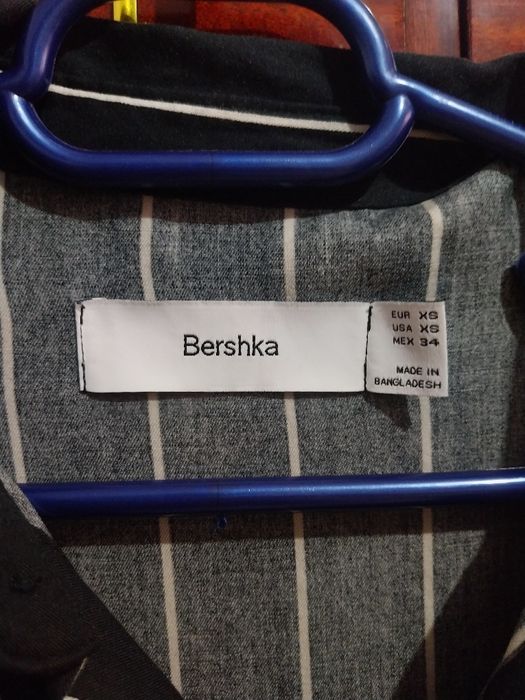 Bershka
EUR XS
USA XS
MEX 34
MADE IN
BANGLADESH